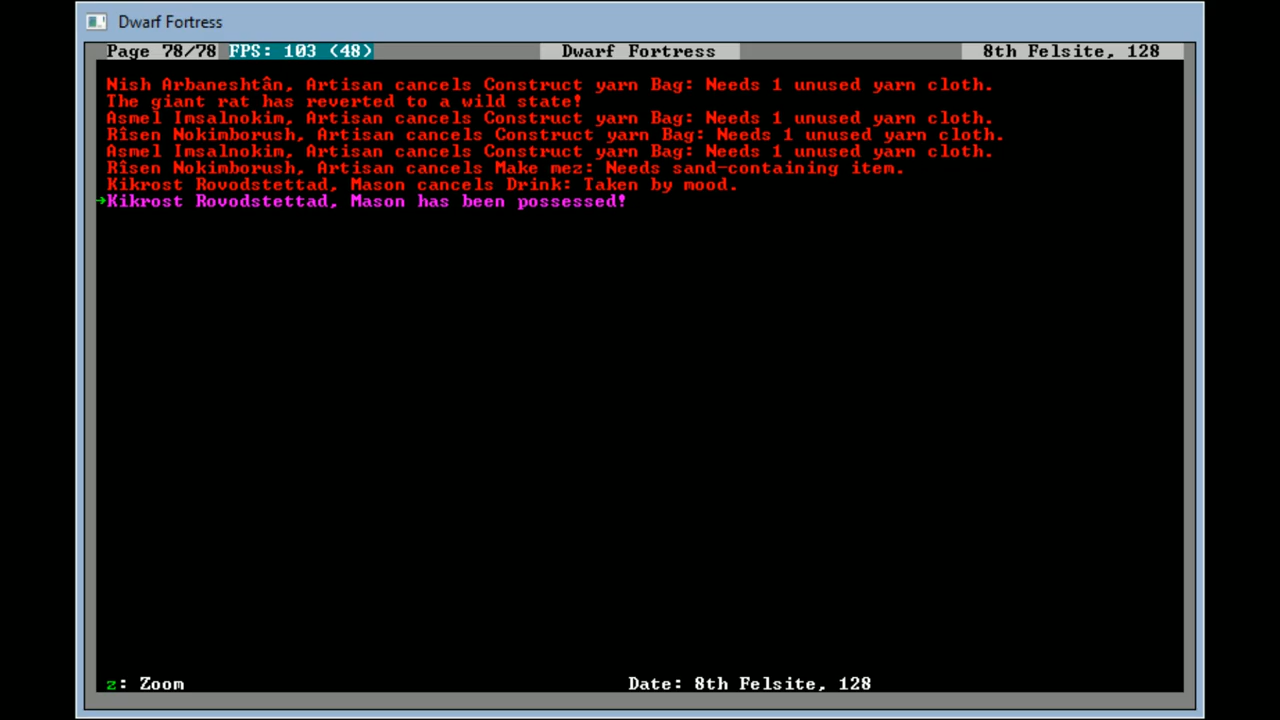 Dwarf Fortress
Page 78/78 FPS: 103 (48) Dwarf Fortress 8th Felsite, 128
Nish Arbaneshtân, Artisan cancels Construct yarn Bag: Needs 1 unused yarn cloth.
The giant rat has reverted to a wild state!
Asmel Imsalnokim, Artisan cancels Construct yarn Bag: Needs 1 unused yarn cloth.
Rîsen Nokimborush, Artisan cancels Construct yarn Bag: Needs 1 unused yarn cloth.
Asmel Imsalnokim, Artisan cancels Construct yarn Bag: Needs 1 unused yarn cloth.
Rîsen Nokimborush, Artisan cancels Make mez: Needs sand-containing item.
Kikrost Rovodstettad, Mason cancels Drink: Taken by mood.
→Kikrost Rovodstettad, Mason has been possessed!
z: Zoom Date: 8th Felsite, 128